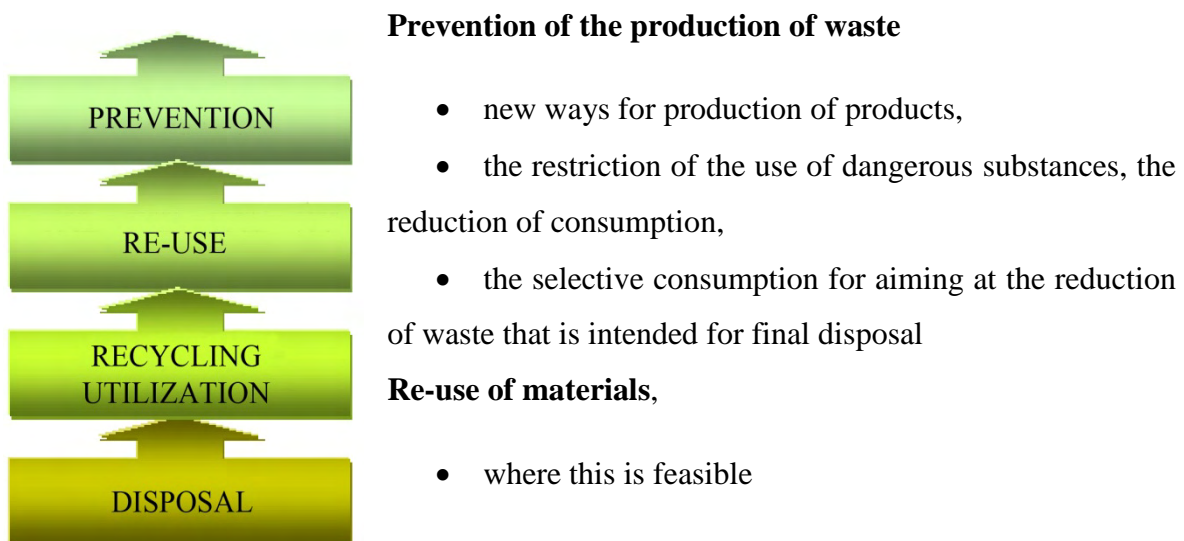 PREVENTION
RE-USE
RECYCLING
UTILIZATION
DISPOSAL
Prevention of the production of waste
• new ways for production of products,
• the restriction of the use of dangerous substances, the
reduction of consumption,
• the selective consumption for aiming at the reduction
of waste that is intended for final disposal
Re-use of materials,
• where this is feasible